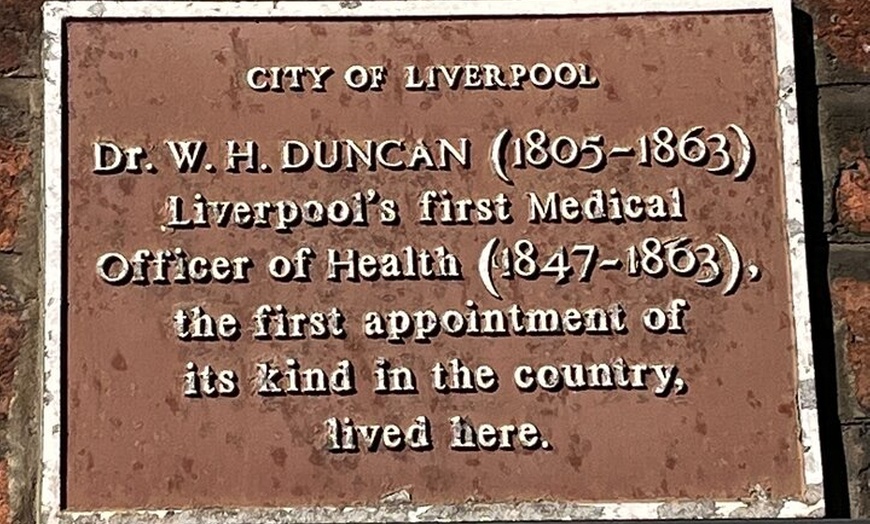 CITY OF LIVERPOOL
Dr. W. H. DUNCAN (1805-1863)
Liverpool's first Medical
Officer of Health (1847-1863),
the first appointment of
its kind in the country,
lived here.